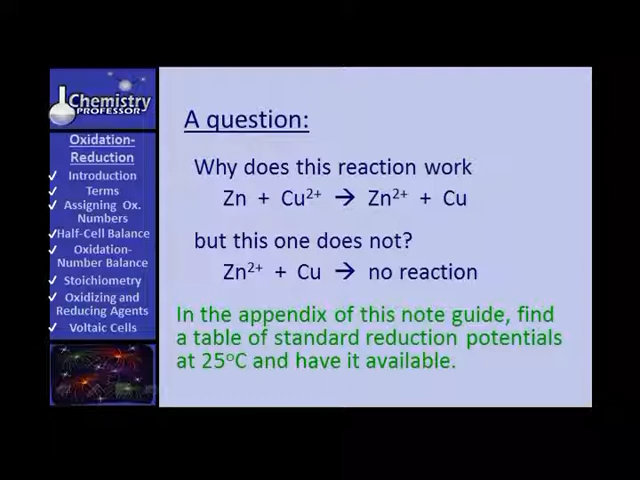 Chemistry
PROFESSOR
Oxidation-
Reduction
Introduction
Terms
Assigning Ox.
Numbers
Half-Cell Balance
Oxidation-
Number Balance
Stoichiometry
Oxidizing and
Reducing Agents
Voltaic Cells
A question:
Why does this reaction work
Zn + Cu²⁺ → Zn²⁺ + Cu
but this one does not?
Zn²⁺ + Cu → no reaction
In the appendix of this note guide, find
a table of standard reduction potentials
at 25°C and have it available.